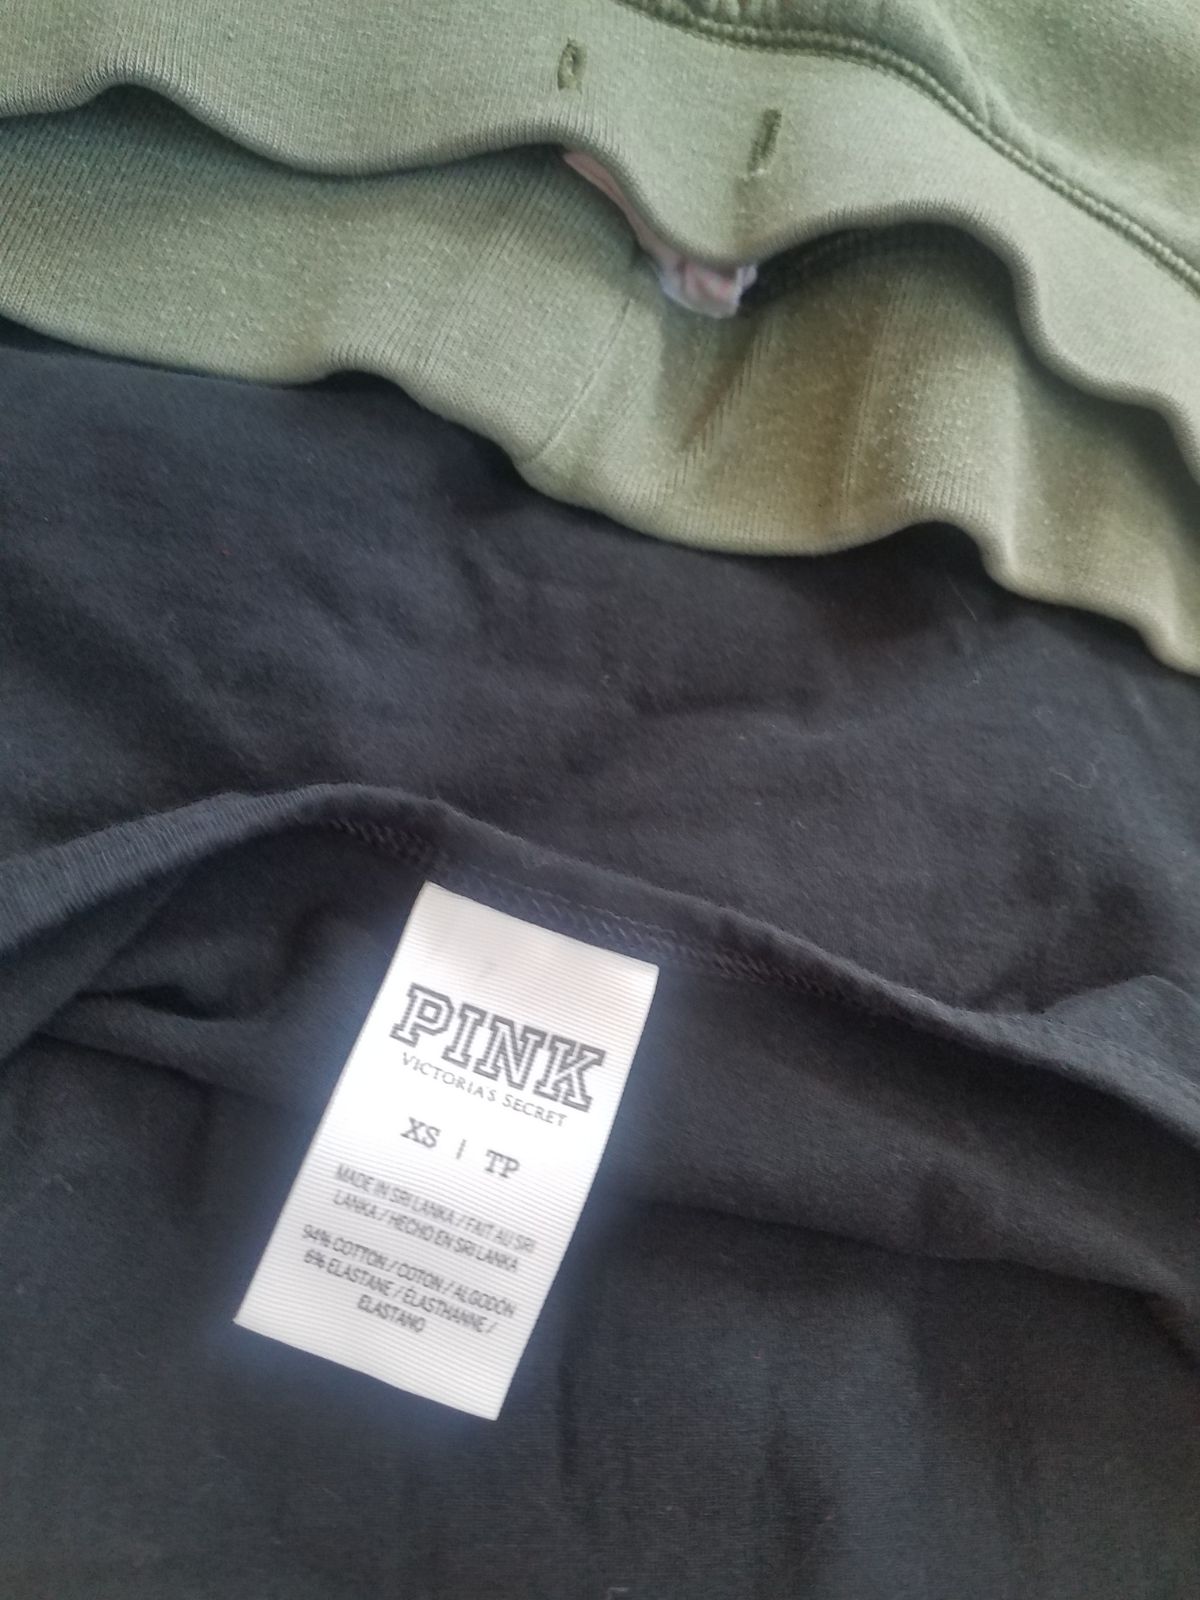 PINK
VICTORIA'S SECRET
XS | TP
MADE IN SRI LANKA / FAIT AU SRI
LANKA / HECHO EN SRI LANKA
94% COTTON / COTON / ALGODÓN
6% ELASTANE / ÉLASTHANNE /
ELASTANO